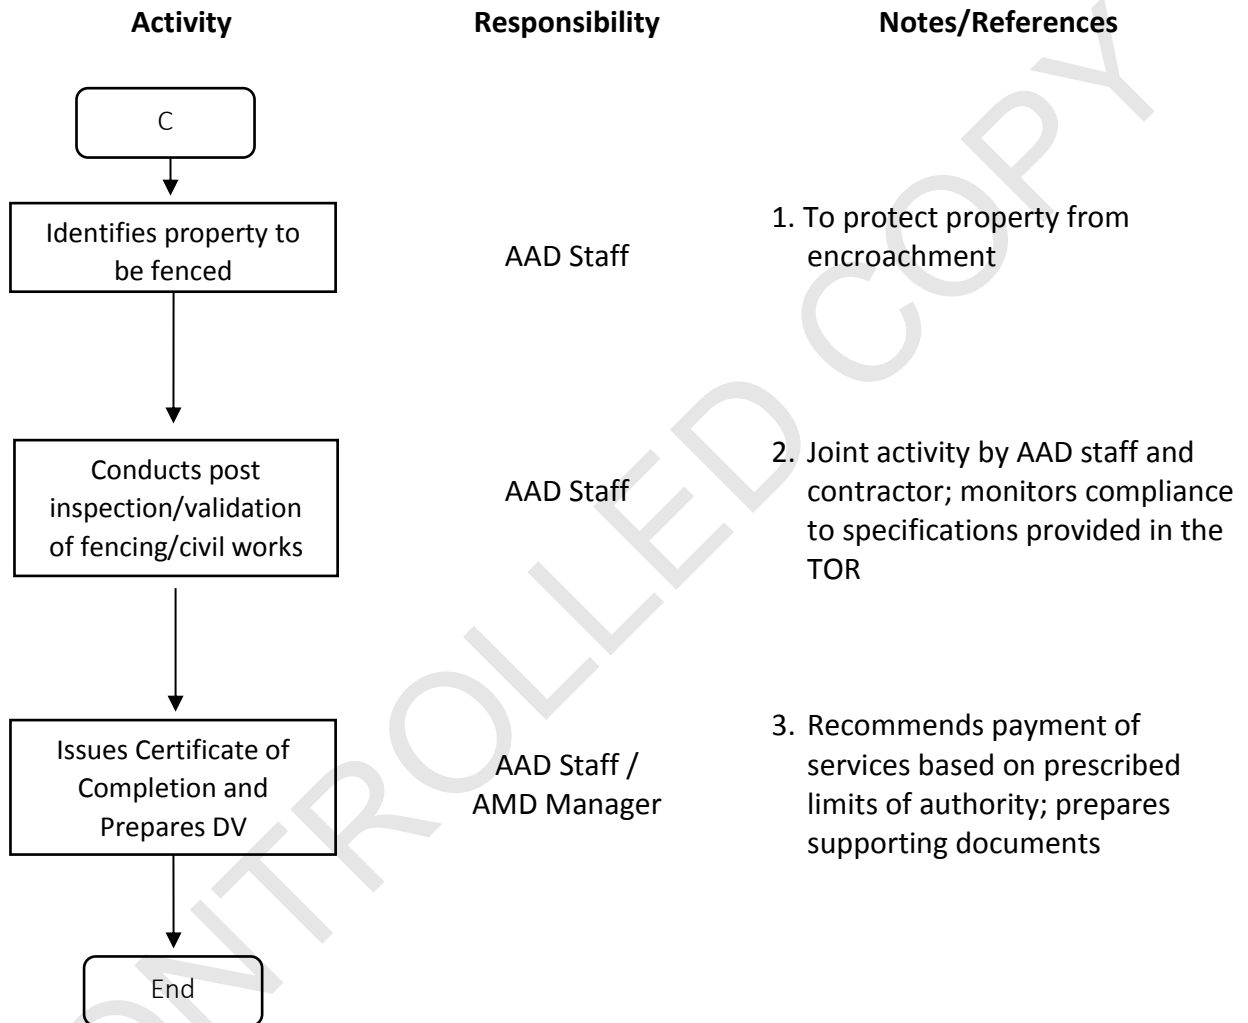 Activity Responsibility Notes/References
C
Identifies property to
be fenced
AAD Staff
1. To protect property from
encroachment
Conducts post
inspection/validation
of fencing/civil works
AAD Staff
2. Joint activity by AAD staff and
contractor; monitors compliance
to specifications provided in the
TOR
Issues Certificate of
Completion and
Prepares DV
AAD Staff /
AMD Manager
3. Recommends payment of
services based on prescribed
limits of authority; prepares
supporting documents
End
ONTROLLED COPY